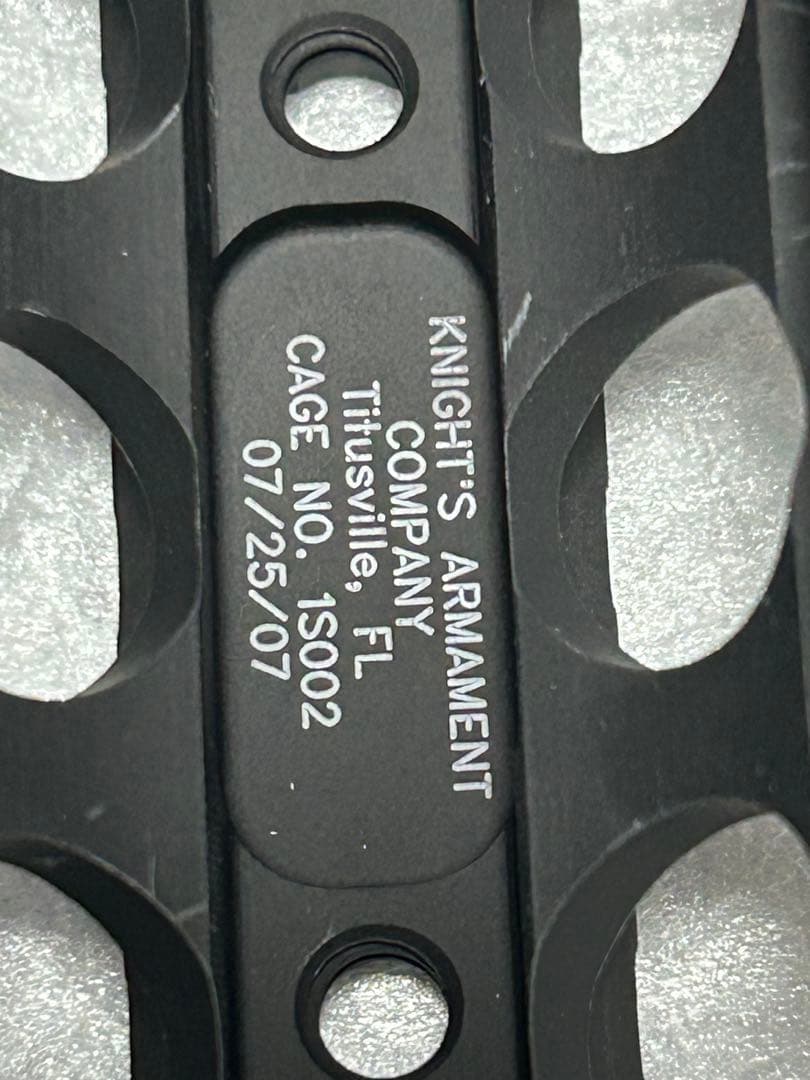 KNIGHT'S ARMAMENT
COMPANY
Titusville, FL
CAGE NO. 1S002
07/25/07